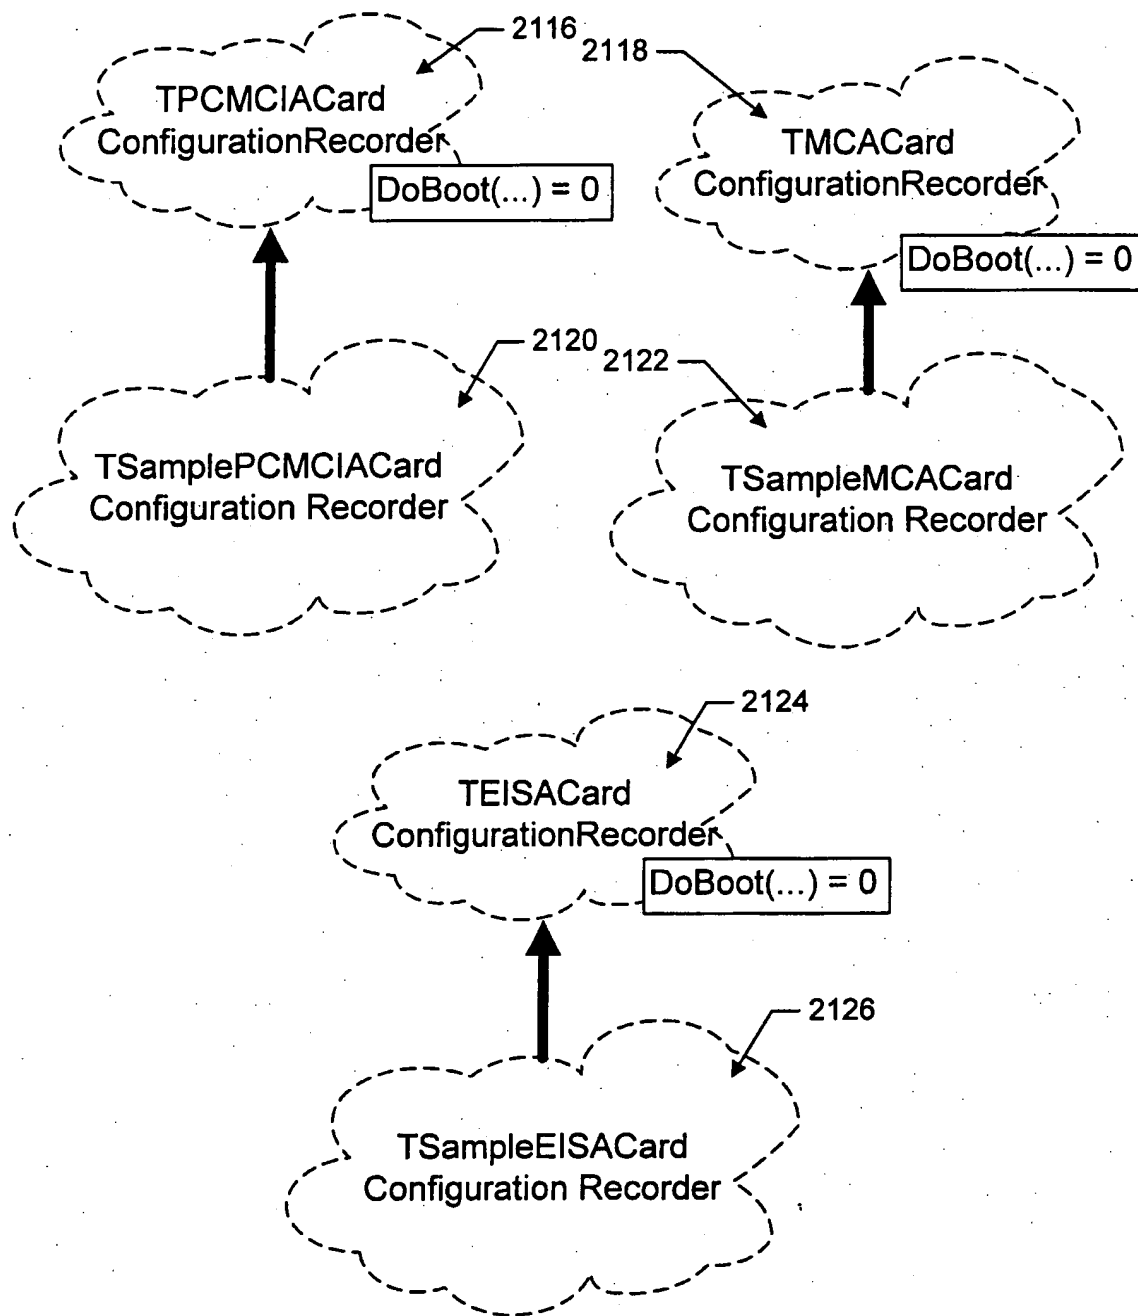 2116
TPCMCIACard
ConfigurationRecorder
DoBoot(...) = 0
2118
TMCACard
ConfigurationRecorder
DoBoot(...) = 0
2120
TSamplePCMCIACard
Configuration Recorder
2122
TSampleMCACard
Configuration Recorder
2124
TEISACard
ConfigurationRecorder
DoBoot(...) = 0
2126
TSampleEISACard
Configuration Recorder